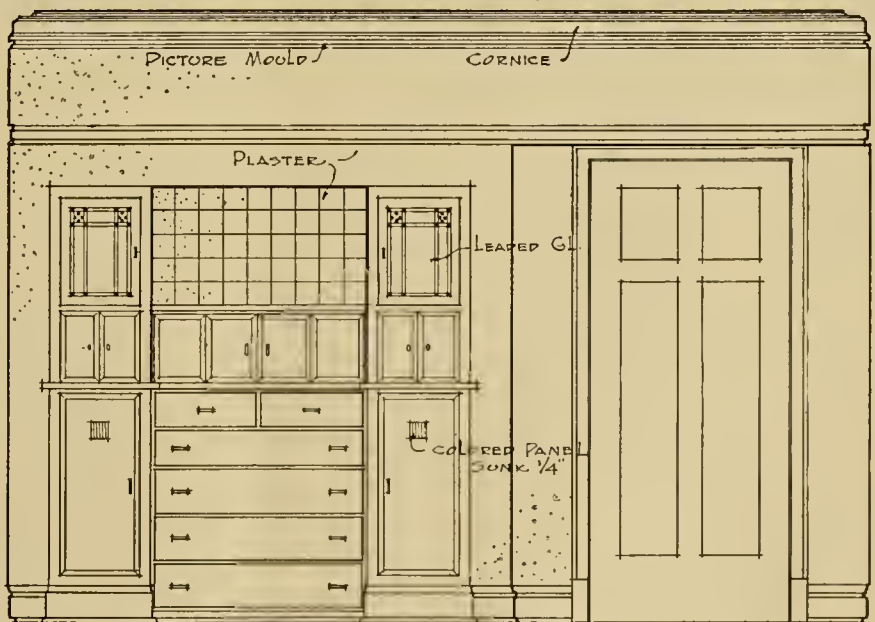 PICTURE MOULD
CORNICE
PLASTER
LEADED GL
COLORED PANEL
SUNK 1/4"